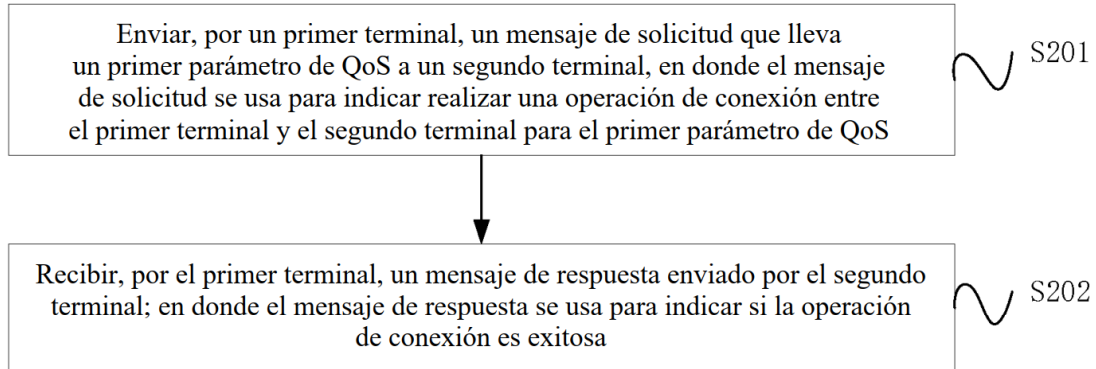 Enviar, por un primer terminal, un mensaje de solicitud que lleva
un primer parámetro de QoS a un segundo terminal, en donde el mensaje
de solicitud se usa para indicar realizar una operación de conexión entre
el primer terminal y el segundo terminal para el primer parámetro de QoS
S201
Recibir, por el primer terminal, un mensaje de respuesta enviado por el segundo
terminal; en donde el mensaje de respuesta se usa para indicar si la operación
de conexión es exitosa
S202